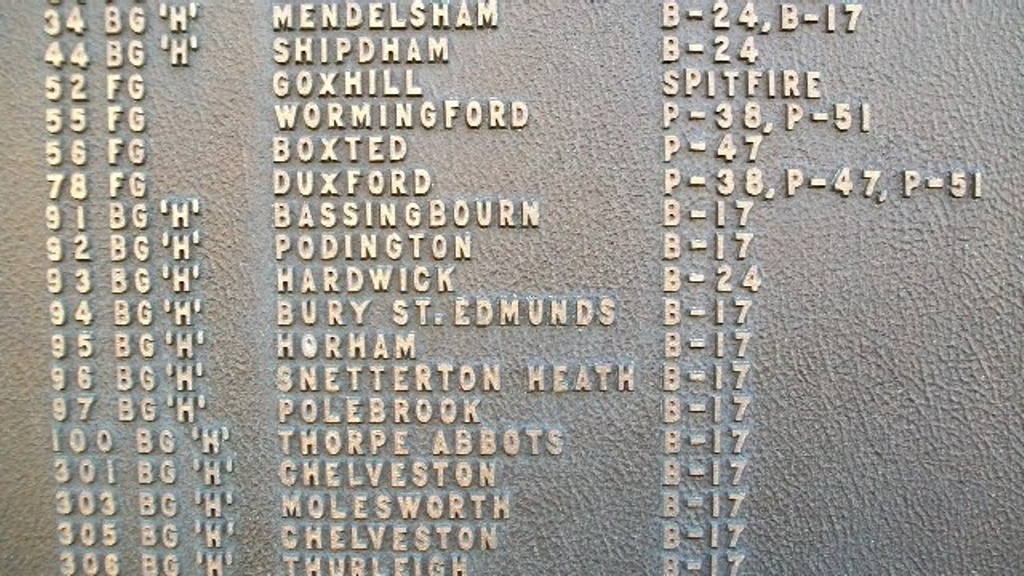 34 BG 'H' MENDELSHAM B-24, B-17
44 BG 'H' SHIPDHAM B-24
52 FG GOXHILL SPITFIRE
55 FG WORMINGFORD P-38, P-51
56 FG BOXTED P-47
78 FG DUXFORD P-38, P-47, P-51
91 BG 'H' BASSINGBOURN B-17
92 BG 'H' PODINGTON B-17
93 BG 'H' HARDWICK B-24
94 BG 'H' BURY ST. EDMUNDS B-17
95 BG 'H' HORHAM B-17
96 BG 'H' SNETTERTON HEATH B-17
97 BG 'H' POLEBROOK B-17
100 BG 'H' THORPE ABBOTS B-17
301 BG 'H' CHELVESTON B-17
303 BG 'H' MOLESWORTH B-17
305 BG 'H' CHELVESTON B-17
306 BG 'H' THURLEIGH B-17